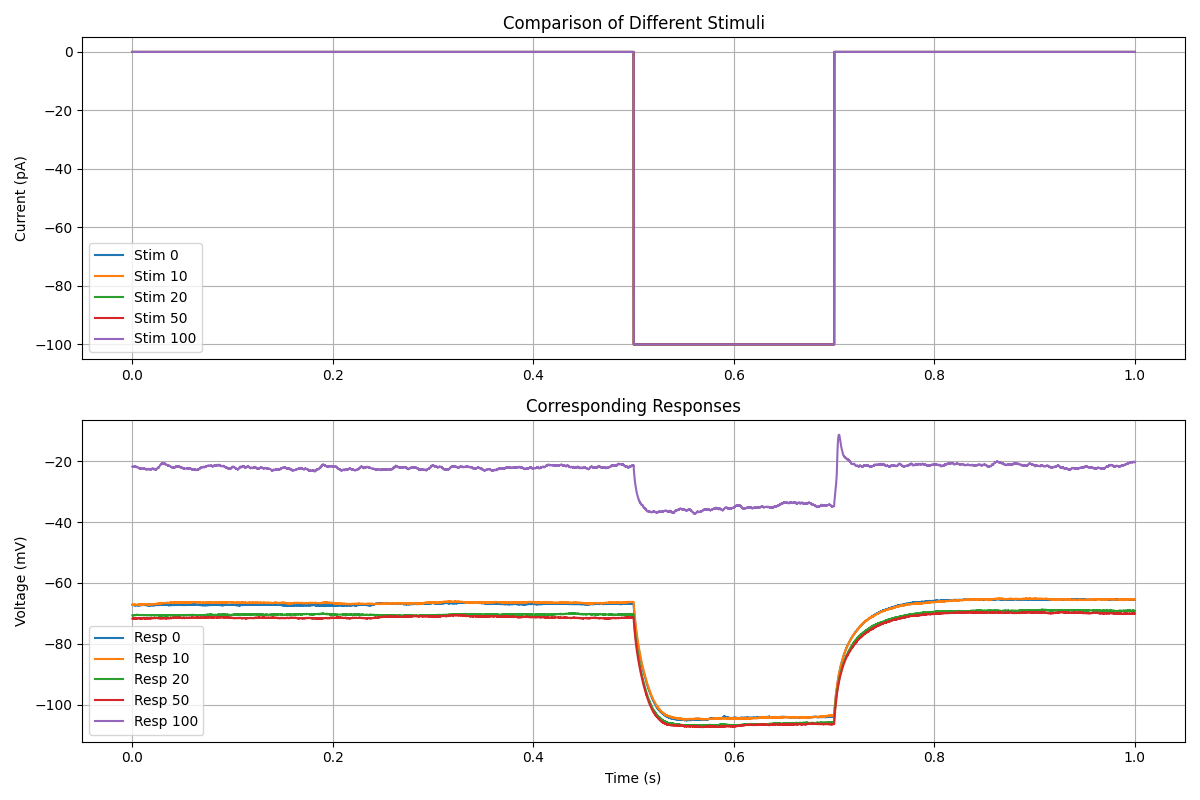 Comparison of Different Stimuli
Current (pA)
0
−20
−40
−60
−80
−100
Stim 0
Stim 10
Stim 20
Stim 50
Stim 100
0.0 0.2 0.4 0.6 0.8 1.0
Corresponding Responses
Voltage (mV)
−20
−40
−60
−80
−100
Resp 0
Resp 10
Resp 20
Resp 50
Resp 100
0.0 0.2 0.4 0.6 0.8 1.0
Time (s)